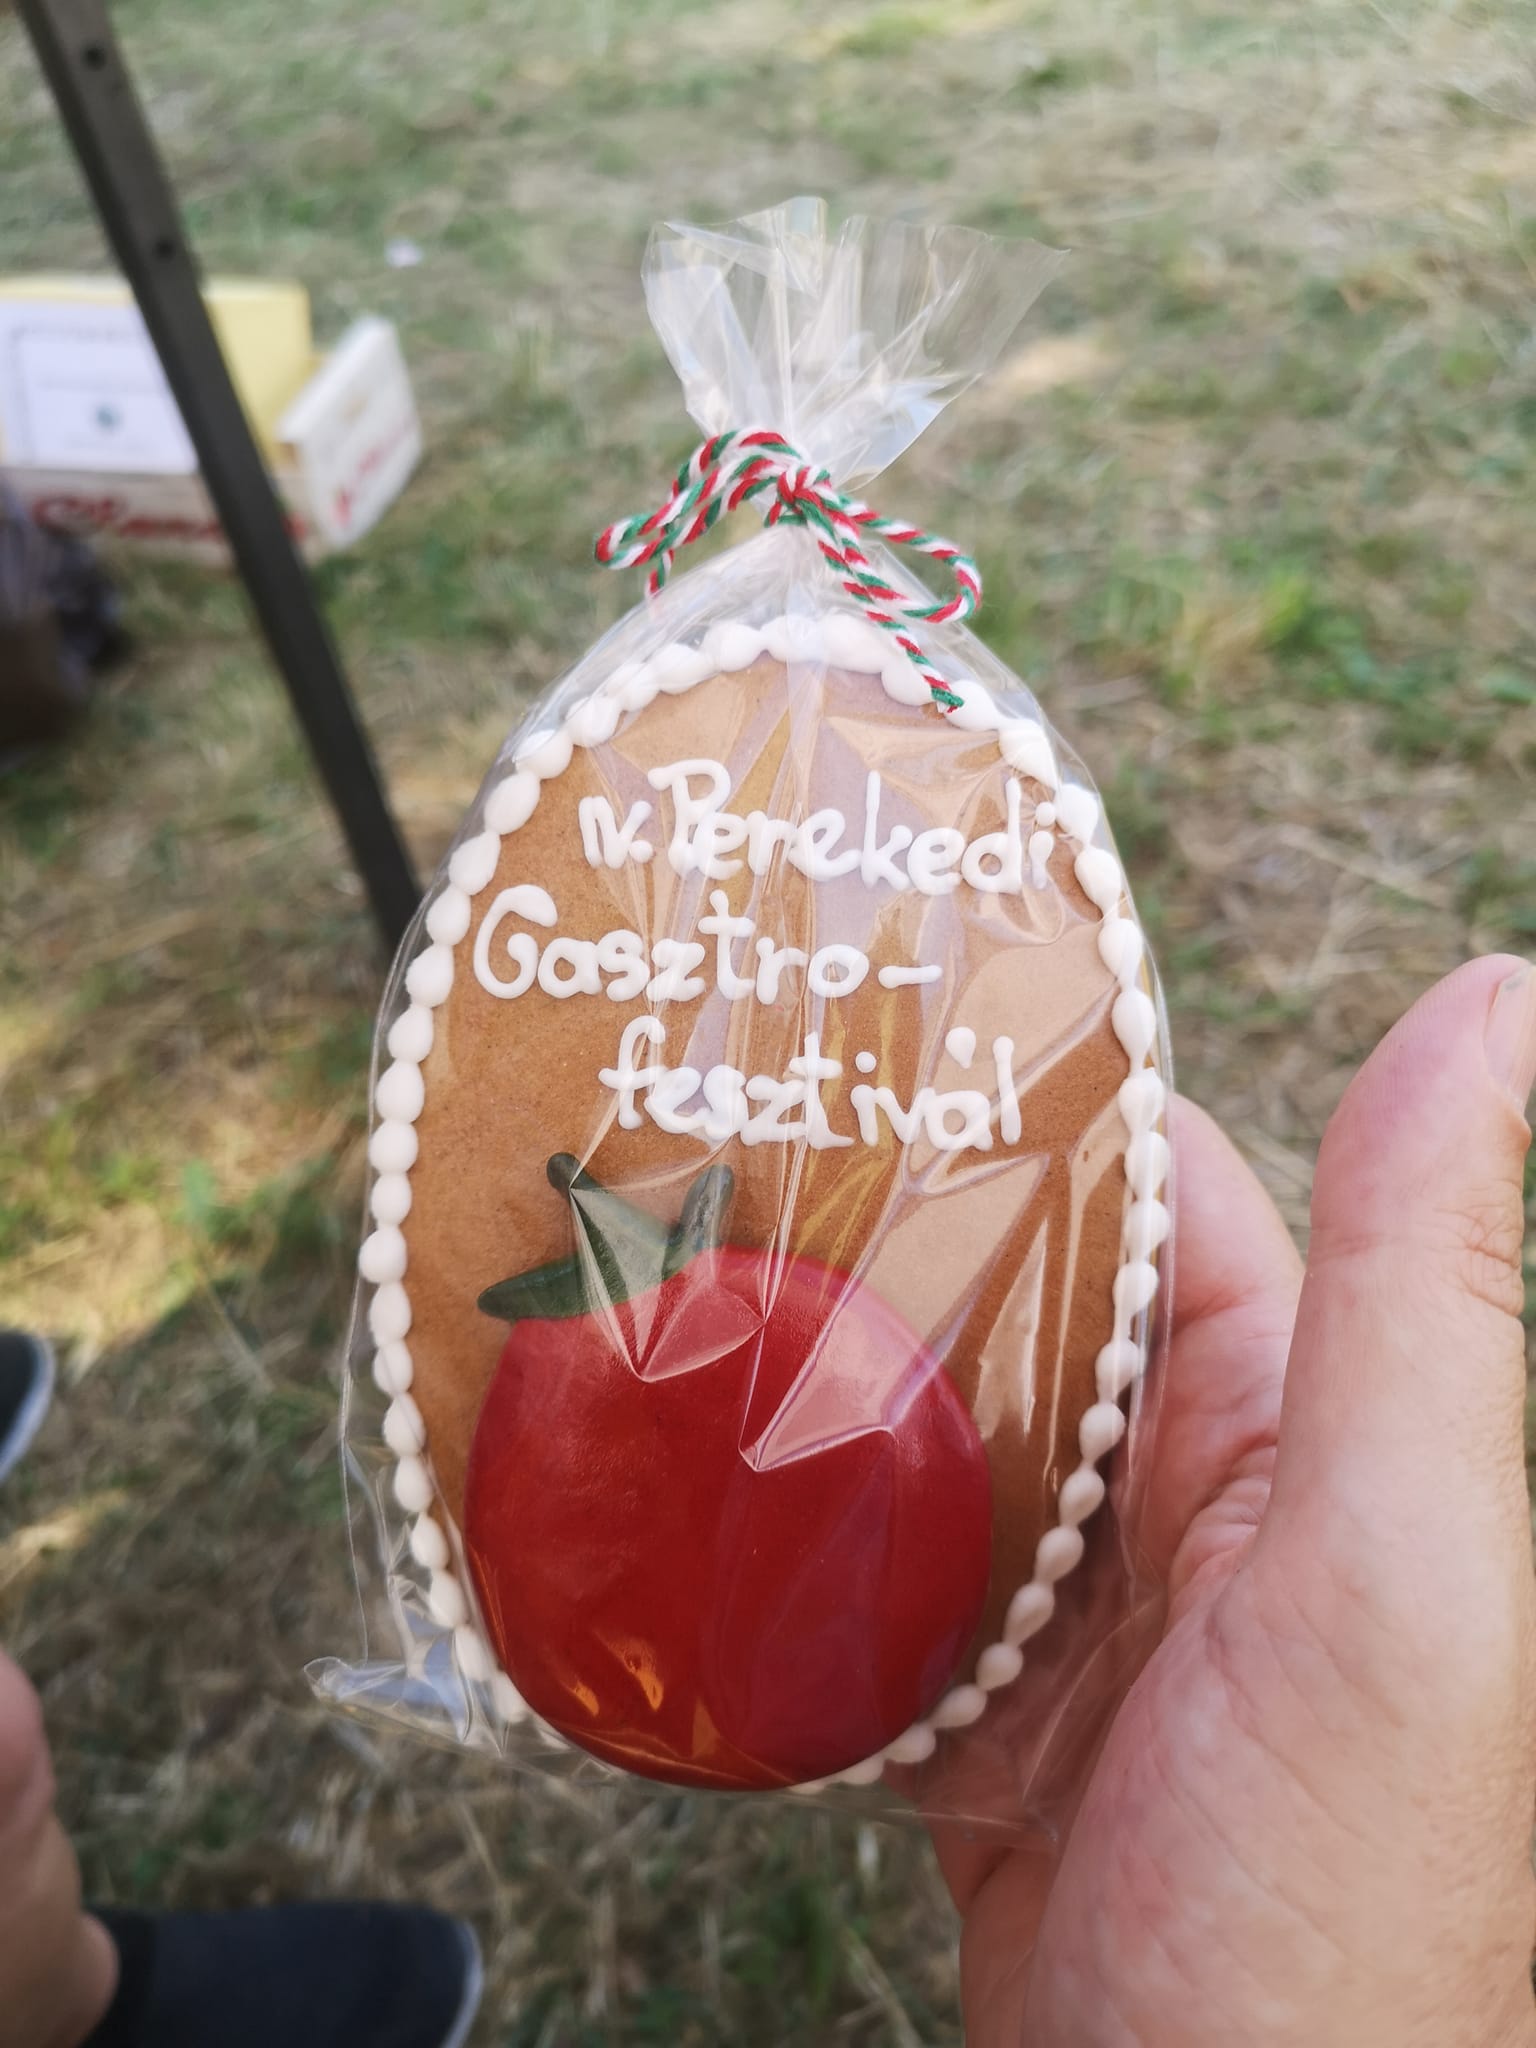 IV. Perekedi
Gasztro-
fesztivál